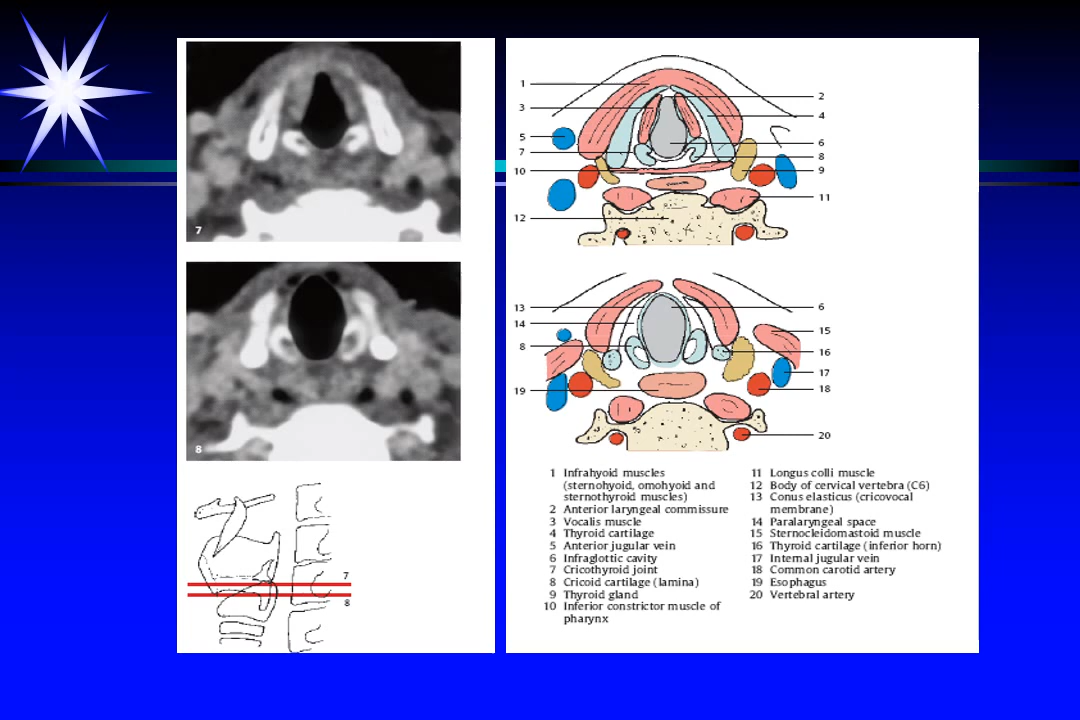 7
8
7
8
1
3
5
7
10
12
2
4
6
8
9
11
13
14
8
19
6
15
16
17
18
20
1 Infrahyoid muscles
(sternohyoid, omohyoid and
sternothyroid muscles)
2 Anterior laryngeal commissure
3 Vocalis muscle
4 Thyroid cartilage
5 Anterior jugular vein
6 Infraglottic cavity
7 Cricothyroid joint
8 Cricoid cartilage (lamina)
9 Thyroid gland
10 Inferior constrictor muscle of
pharynx
11 Longus colli muscle
12 Body of cervical vertebra (C6)
13 Conus elasticus (cricovocal
membrane)
14 Paralaryngeal space
15 Sternocleidomastoid muscle
16 Thyroid cartilage (inferior horn)
17 Internal jugular vein
18 Common carotid artery
19 Esophagus
20 Vertebral artery